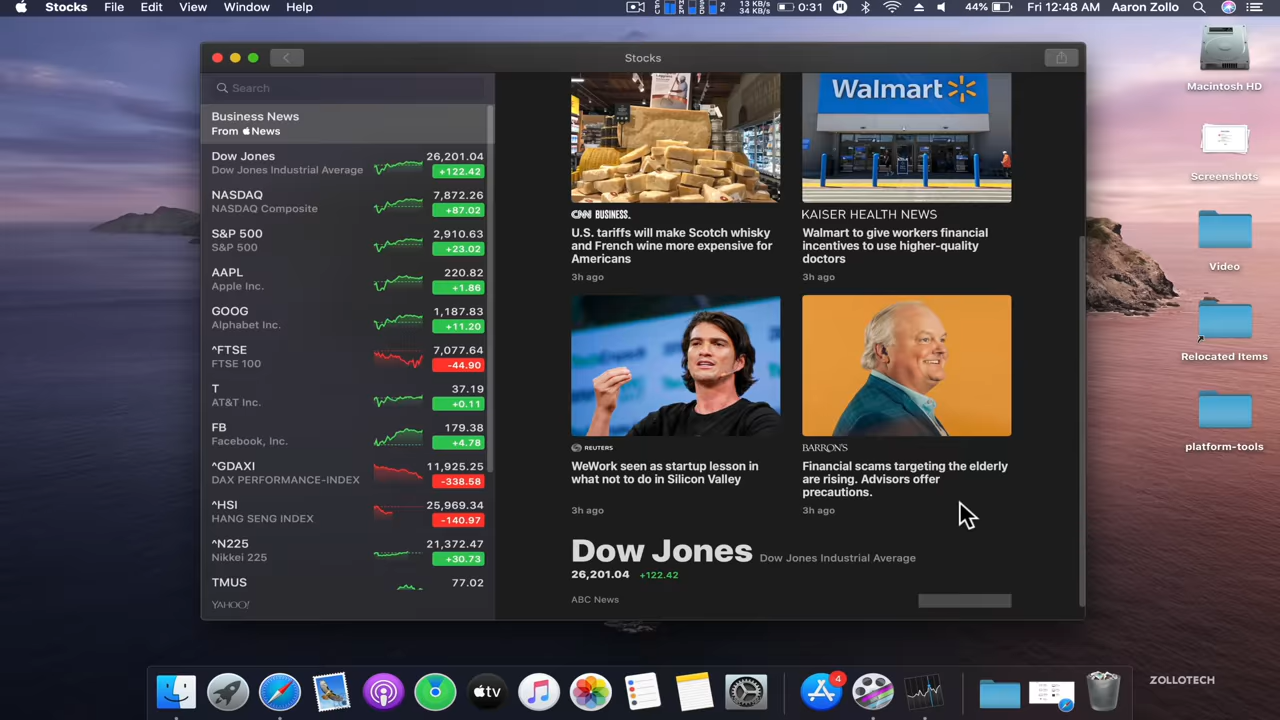 Stocks File Edit View Window Help
13 KB/s
34 KB/s
0:31
44%
Fri 12:48 AM
Aaron Zollo
Stocks
Search
Business News
From News
Dow Jones 26,201.04
Dow Jones Industrial Average +122.42
NASDAQ 7,872.26
NASDAQ Composite +87.02
S&P 500 2,910.63
S&P 500 +23.02
AAPL 220.82
Apple Inc. +1.86
GOOG 1,187.83
Alphabet Inc. +11.20
^FTSE 7,077.64
FTSE 100 -44.90
T 37.19
AT&T Inc. +0.11
FB 179.38
Facebook, Inc. +4.78
^GDAXI 11,925.25
DAX PERFORMANCE-INDEX -338.58
^HSI 25,969.34
HANG SENG INDEX -140.97
^N225 21,372.47
Nikkei 225 +30.73
TMUS 77.02
YAHOO!
Walmart
CNN BUSINESS.
U.S. tariffs will make Scotch whisky
and French wine more expensive for
Americans
3h ago
KAISER HEALTH NEWS
Walmart to give workers financial
incentives to use higher-quality
doctors
3h ago
REUTERS
WeWork seen as startup lesson in
what not to do in Silicon Valley
3h ago
BARRON'S
Financial scams targeting the elderly
are rising. Advisors offer
precautions.
3h ago
Dow Jones Dow Jones Industrial Average
26,201.04 +122.42
ABC News
Macintosh HD
Screenshots
Video
Relocated Items
platform-tools
tv
4
ZOLLOTECH